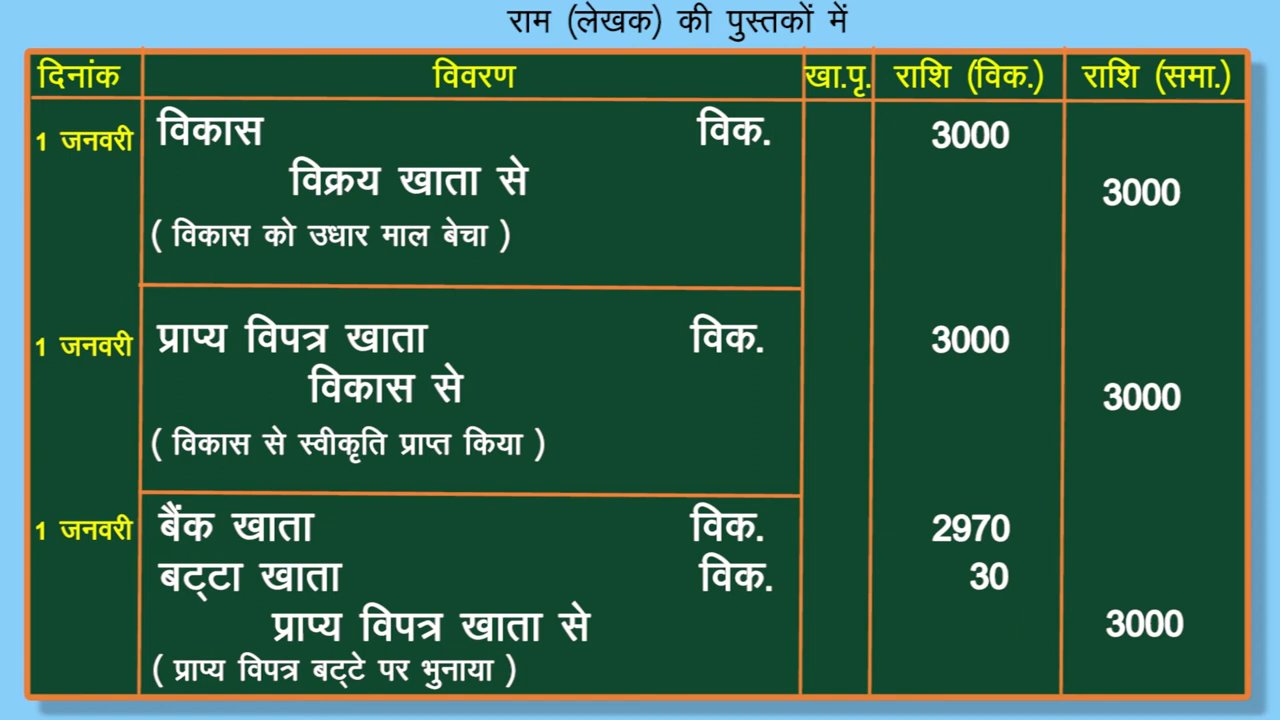 राम (लेखक) की पुस्तकों में
दिनांक विवरण खा.पृ. राशि (विक.) राशि (समा.)
1 जनवरी विकास विक. 3000
विक्रय खाता से 3000
( विकास को उधार माल बेचा )
1 जनवरी प्राप्य विपत्र खाता विक. 3000
विकास से 3000
( विकास से स्वीकृति प्राप्त किया )
1 जनवरी बैंक खाता विक. 2970
बट्टा खाता विक. 30
प्राप्य विपत्र खाता से 3000
( प्राप्य विपत्र बट्टे पर भुनाया )